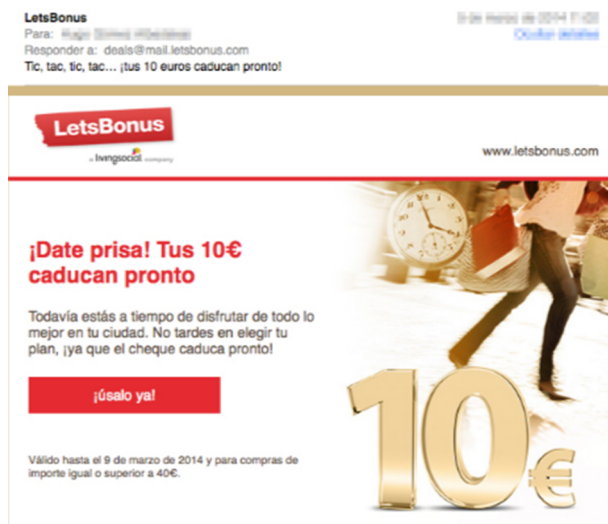 LetsBonus
Para:
Responder a: deals@mail.letsbonus.com
Tic, tac, tic, tac... ¡tus 10 euros caducan pronto!
LetsBonus
a livingsocial company
www.letsbonus.com
¡Date prisa! Tus 10€
caducan pronto
Todavía estás a tiempo de disfrutar de todo lo
mejor en tu ciudad. No tardes en elegir tu
plan, ¡ya que el cheque caduca pronto!
¡úsalo ya!
10€
Válido hasta el 9 de marzo de 2014 y para compras de
importe igual o superior a 40€.